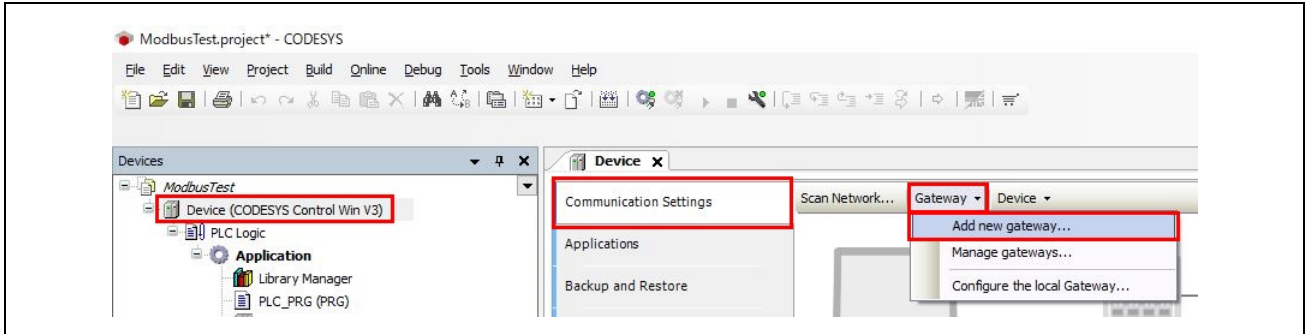 ModbusTest.project* - CODESYS
File Edit View Project Build Online Debug Tools Window Help
Devices
ModbusTest
Device (CODESYS Control Win V3)
PLC Logic
Application
Library Manager
PLC_PRG (PRG)
Device
Communication Settings
Applications
Backup and Restore
Scan Network... Gateway Device
Add new gateway...
Manage gateways...
Configure the local Gateway...